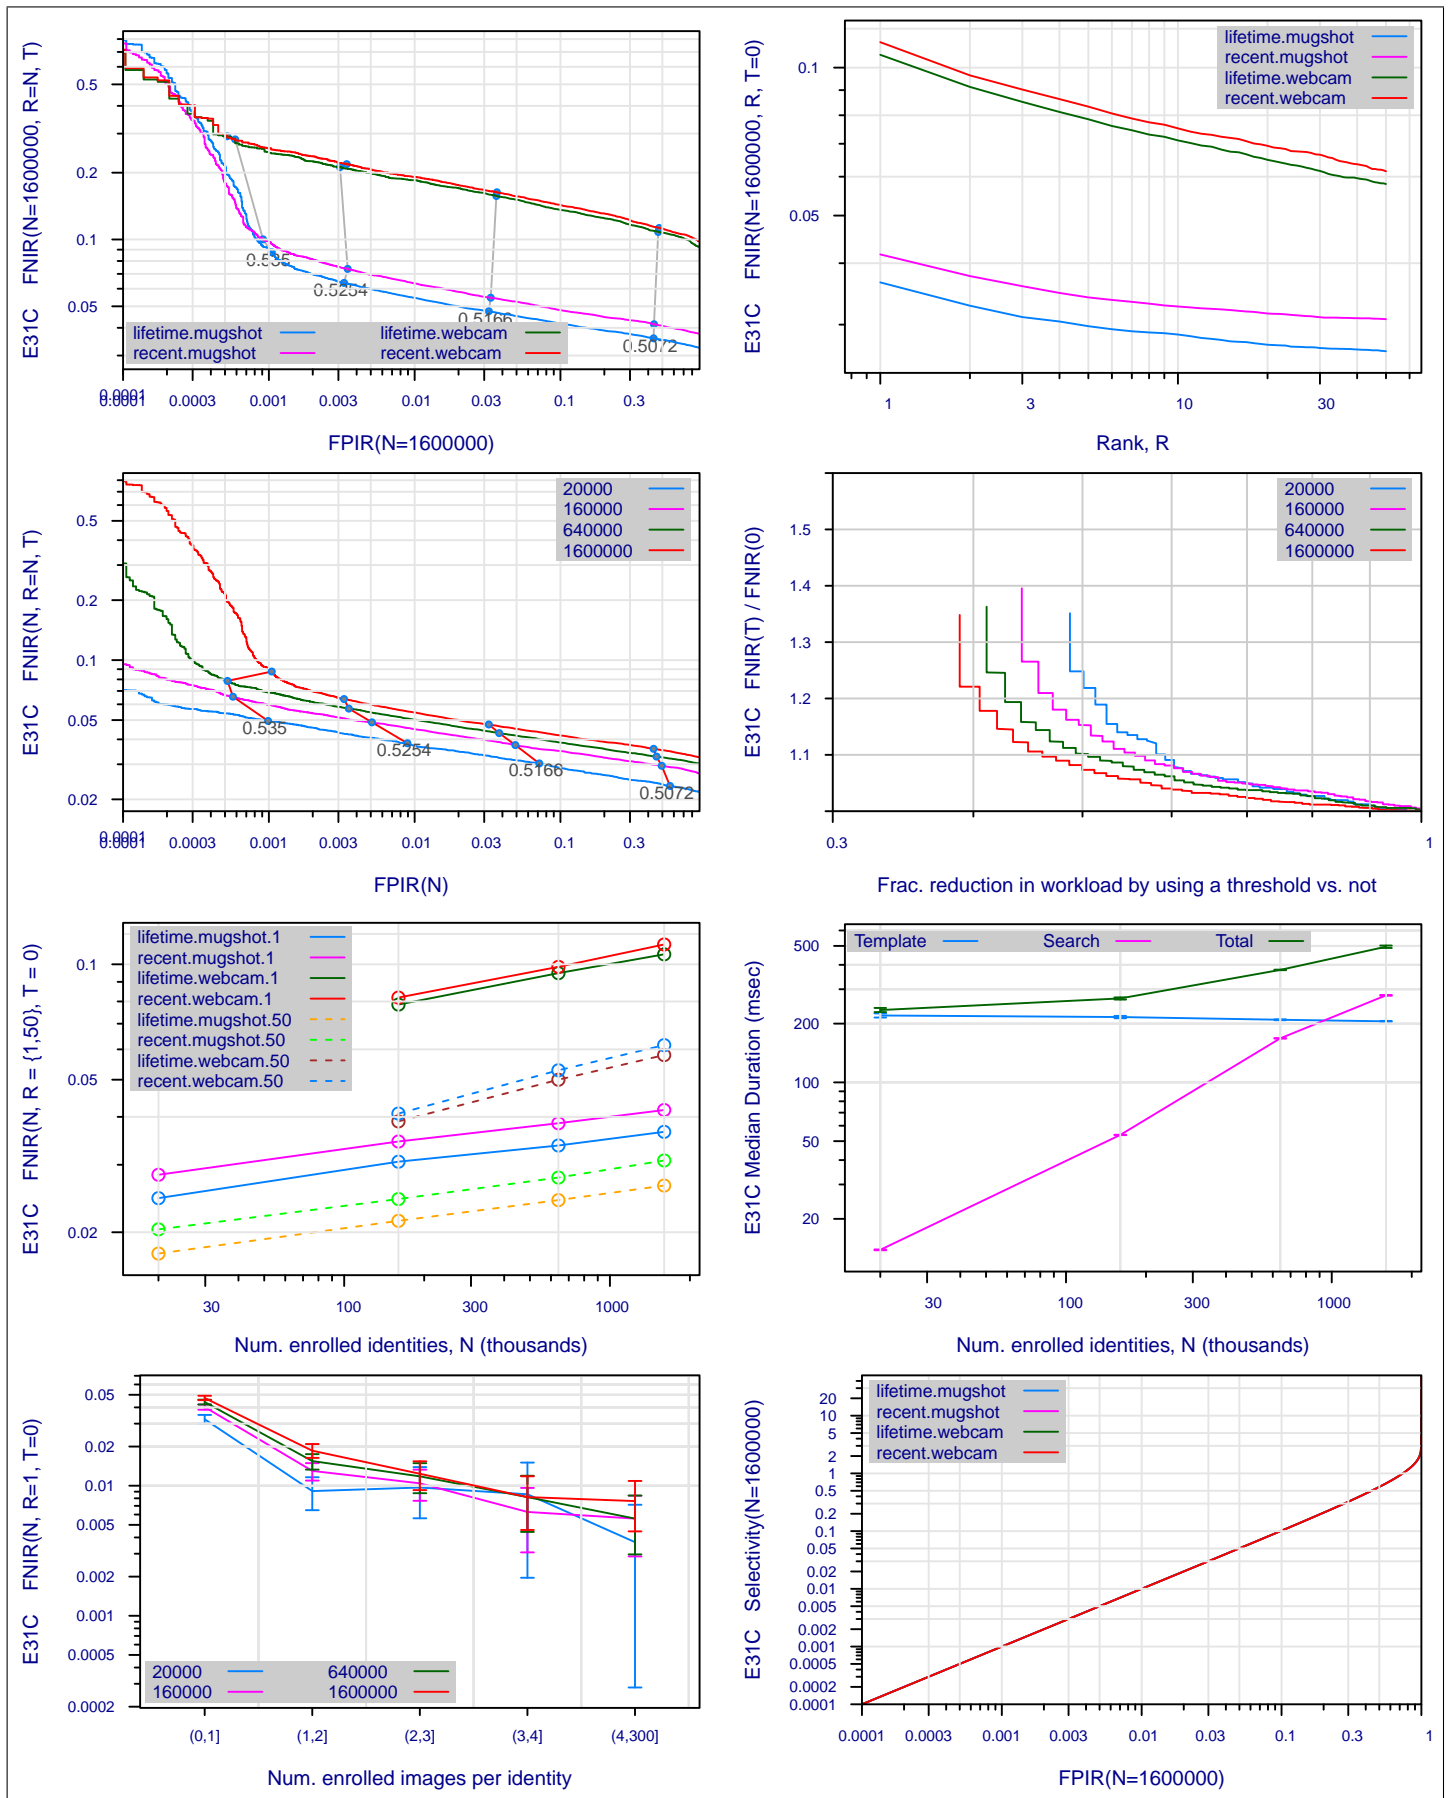 E31C FNIR(N=1600000, R=N, T)
0.5
0.2
0.1
0.05
0.535
0.5254
0.5166
0.5072
lifetime.mugshot
recent.mugshot
lifetime.webcam
recent.webcam
0.0001
0.0001 0.0003 0.001 0.003 0.01 0.03 0.1 0.3
FPIR(N=1600000)
E31C FNIR(N=1600000, R, T=0)
0.1
0.05
lifetime.mugshot
recent.mugshot
lifetime.webcam
recent.webcam
1 3 10 30
Rank, R
E31C FNIR(N, R=N, T)
0.5
0.2
0.1
0.05
0.02
20000
160000
640000
1600000
0.535
0.5254
0.5166
0.5072
0.0001
0.0001 0.0003 0.001 0.003 0.01 0.03 0.1 0.3
FPIR(N)
E31C FNIR(T) / FNIR(0)
1.5
1.4
1.3
1.2
1.1
20000
160000
640000
1600000
0.3 1
Frac. reduction in workload by using a threshold vs. not
E31C FNIR(N, R = {1,50}, T = 0)
0.1
0.05
0.02
lifetime.mugshot.1
recent.mugshot.1
lifetime.webcam.1
recent.webcam.1
lifetime.mugshot.50
recent.mugshot.50
lifetime.webcam.50
recent.webcam.50
30 100 300 1000
Num. enrolled identities, N (thousands)
E31C Median Duration (msec)
500
200
100
50
20
Template Search Total
30 100 300 1000
Num. enrolled identities, N (thousands)
E31C FNIR(N, R=1, T=0)
0.05
0.02
0.01
0.005
0.002
0.001
0.0005
0.0002
20000 640000
160000 1600000
(0,1] (1,2] (2,3] (3,4] (4,300]
Num. enrolled images per identity
E31C Selectivity(N=1600000)
20
10
5
2
1
0.5
0.2
0.1
0.05
0.02
0.01
0.005
0.002
0.001
0.0005
0.0002
0.0001
lifetime.mugshot
recent.mugshot
lifetime.webcam
recent.webcam
0.0001 0.0003 0.001 0.003 0.01 0.03 0.1 0.3 1
FPIR(N=1600000)